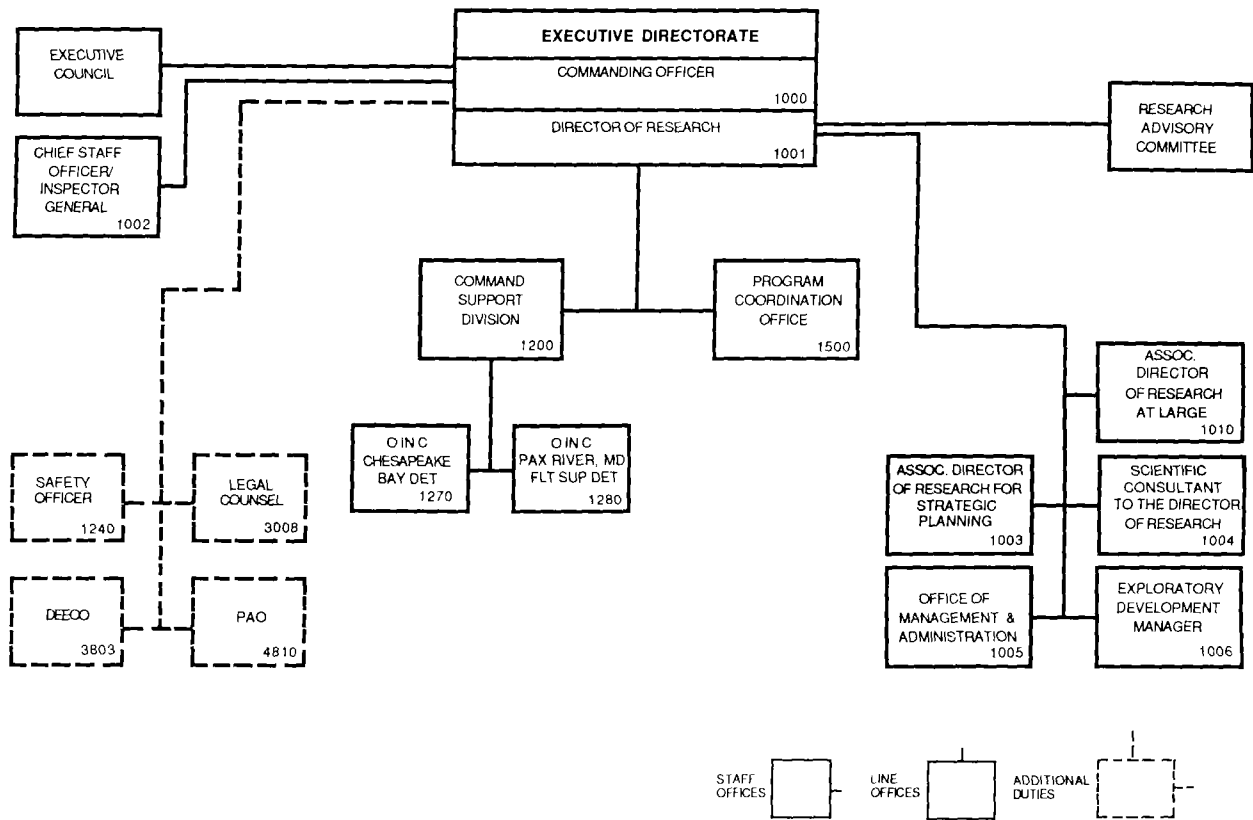 EXECUTIVE DIRECTORATE
COMMANDING OFFICER
1000
DIRECTOR OF RESEARCH
1001
EXECUTIVE
COUNCIL
CHIEF STAFF
OFFICER/
INSPECTOR
GENERAL
1002
RESEARCH
ADVISORY
COMMITTEE
COMMAND
SUPPORT
DIVISION
1200
PROGRAM
COORDINATION
OFFICE
1500
O IN C
CHESAPEAKE
BAY DET
1270
O IN C
PAX RIVER, MD
FLT SUP DET
1280
SAFETY
OFFICER
1240
LEGAL
COUNSEL
3008
DEECO
3803
PAO
4810
ASSOC.
DIRECTOR
OF RESEARCH
AT LARGE
1010
ASSOC. DIRECTOR
OF RESEARCH FOR
STRATEGIC
PLANNING
1003
SCIENTIFIC
CONSULTANT
TO THE DIRECTOR
OF RESEARCH
1004
OFFICE OF
MANAGEMENT &
ADMINISTRATION
1005
EXPLORATORY
DEVELOPMENT
MANAGER
1006
STAFF
OFFICES
LINE
OFFICES
ADDITIONAL
DUTIES